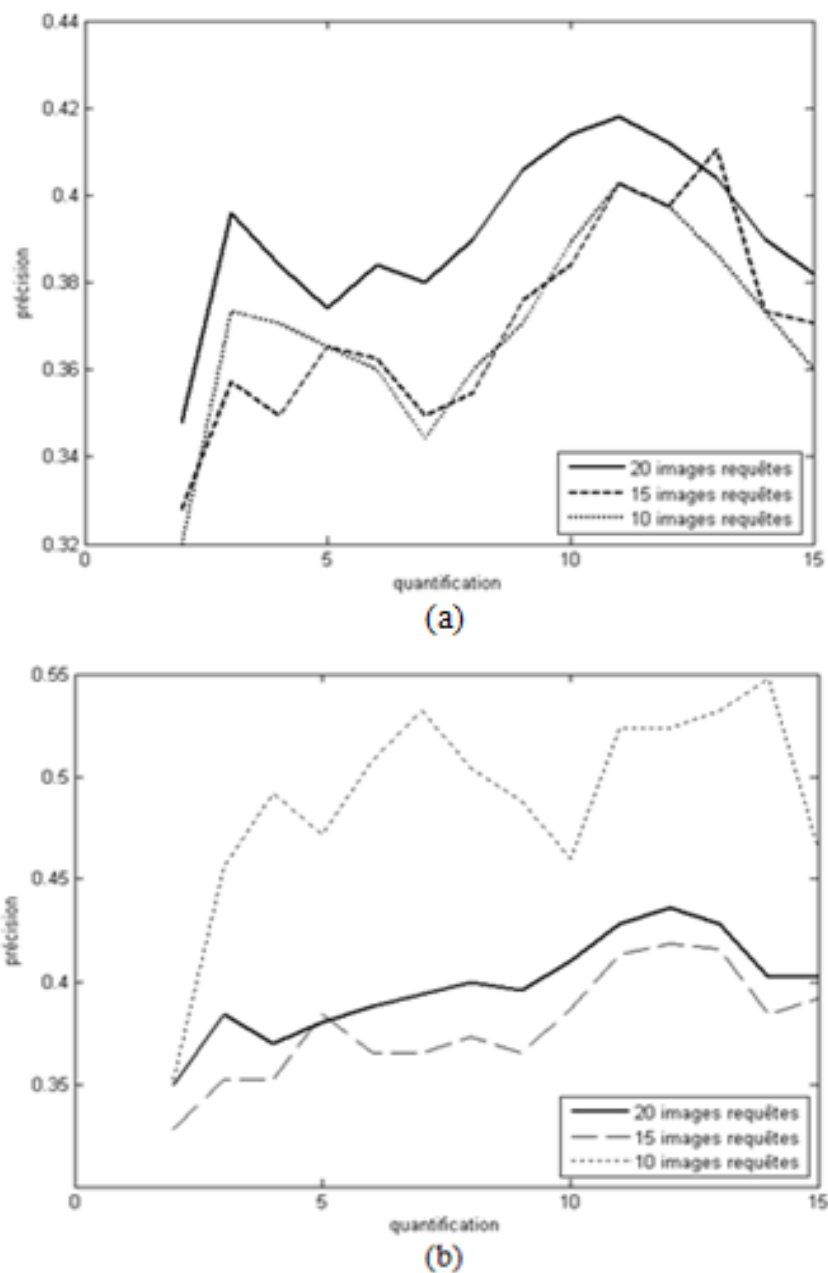 0.44
0.42
0.4
0.38
0.36
0.34
0.32
précision
0 5 10 15
quantification
20 images requêtes
15 images requêtes
10 images requêtes
(a)
0.55
0.5
0.45
0.4
0.35
précision
0 5 10 15
quantification
20 images requêtes
15 images requêtes
10 images requêtes
(b)